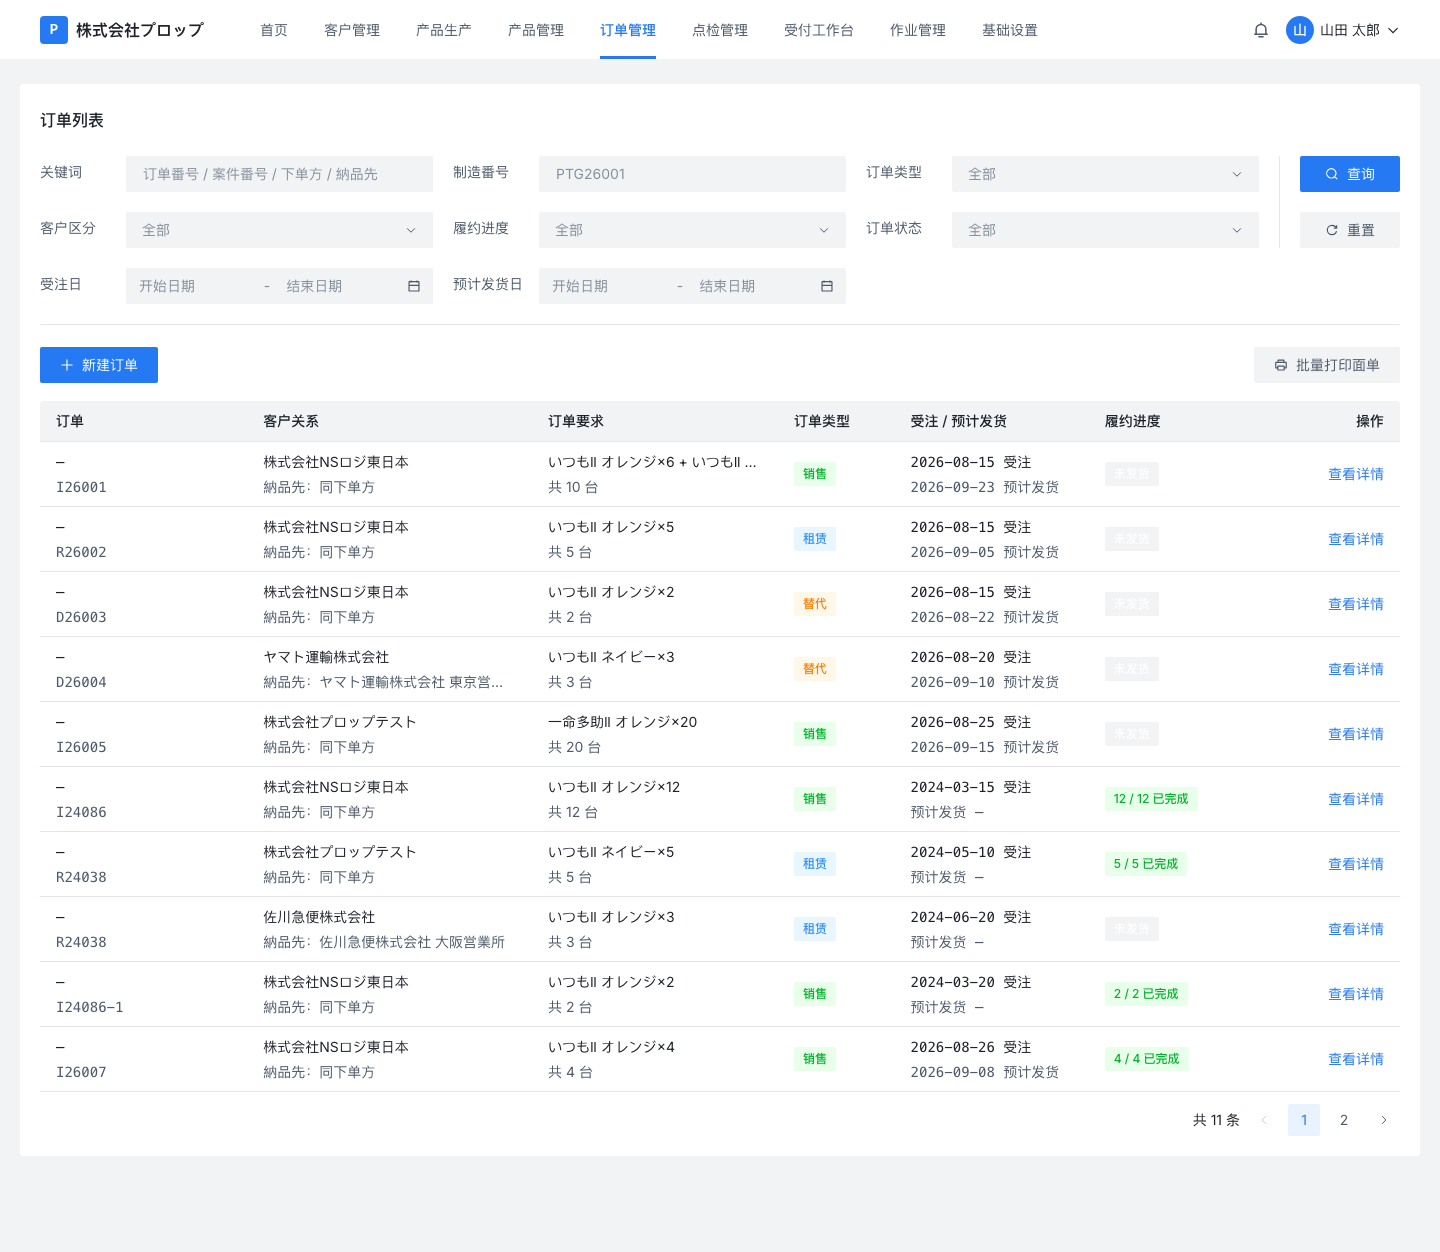 P 株式会社プロップ 首页 客户管理 产品生产 产品管理 订单管理 点检管理 受付工作台 作业管理 基础设置 山 山田 太郎
订单列表
关键词 订单番号 / 案件番号 / 下单方 / 納品先 制造番号 PTG26001 订单类型 全部 查询
客户区分 全部 履约进度 全部 订单状态 全部 重置
受注日 开始日期 - 结束日期 预计发货日 开始日期 - 结束日期
新建订单 批量打印面单
订单 客户关系 订单要求 订单类型 受注 / 预计发货 履约进度 操作
— 株式会社NSロジ東日本 いつもII オレンジ×6 + いつもII ... 2026-08-15 受注
销售 未发货 查看详情
I26001 納品先：同下单方 共 10 台 2026-09-23 预计发货
— 株式会社NSロジ東日本 いつもII オレンジ×5 2026-08-15 受注
租赁 未发货 查看详情
R26002 納品先：同下单方 共 5 台 2026-09-05 预计发货
— 株式会社NSロジ東日本 いつもII オレンジ×2 2026-08-15 受注
替代 未发货 查看详情
D26003 納品先：同下单方 共 2 台 2026-08-22 预计发货
— ヤマト運輸株式会社 いつもII ネイビー×3 2026-08-20 受注
替代 未发货 查看详情
D26004 納品先：ヤマト運輸株式会社 東京営... 共 3 台 2026-09-10 预计发货
— 株式会社プロップテスト 一命多助II オレンジ×20 2026-08-25 受注
销售 未发货 查看详情
I26005 納品先：同下单方 共 20 台 2026-09-15 预计发货
— 株式会社NSロジ東日本 いつもII オレンジ×12 2024-03-15 受注
销售 12 / 12 已完成 查看详情
I24086 納品先：同下单方 共 12 台 预计发货 —
— 株式会社プロップテスト いつもII ネイビー×5 2024-05-10 受注
租赁 5 / 5 已完成 查看详情
R24038 納品先：同下单方 共 5 台 预计发货 —
— 佐川急便株式会社 いつもII オレンジ×3 2024-06-20 受注
租赁 未发货 查看详情
R24038 納品先：佐川急便株式会社 大阪営業所 共 3 台 预计发货 —
— 株式会社NSロジ東日本 いつもII オレンジ×2 2024-03-20 受注
销售 2 / 2 已完成 查看详情
I24086-1 納品先：同下单方 共 2 台 预计发货 —
— 株式会社NSロジ東日本 いつもII オレンジ×4 2026-08-26 受注
销售 4 / 4 已完成 查看详情
I26007 納品先：同下单方 共 4 台 2026-09-08 预计发货
共 11 条 1 2